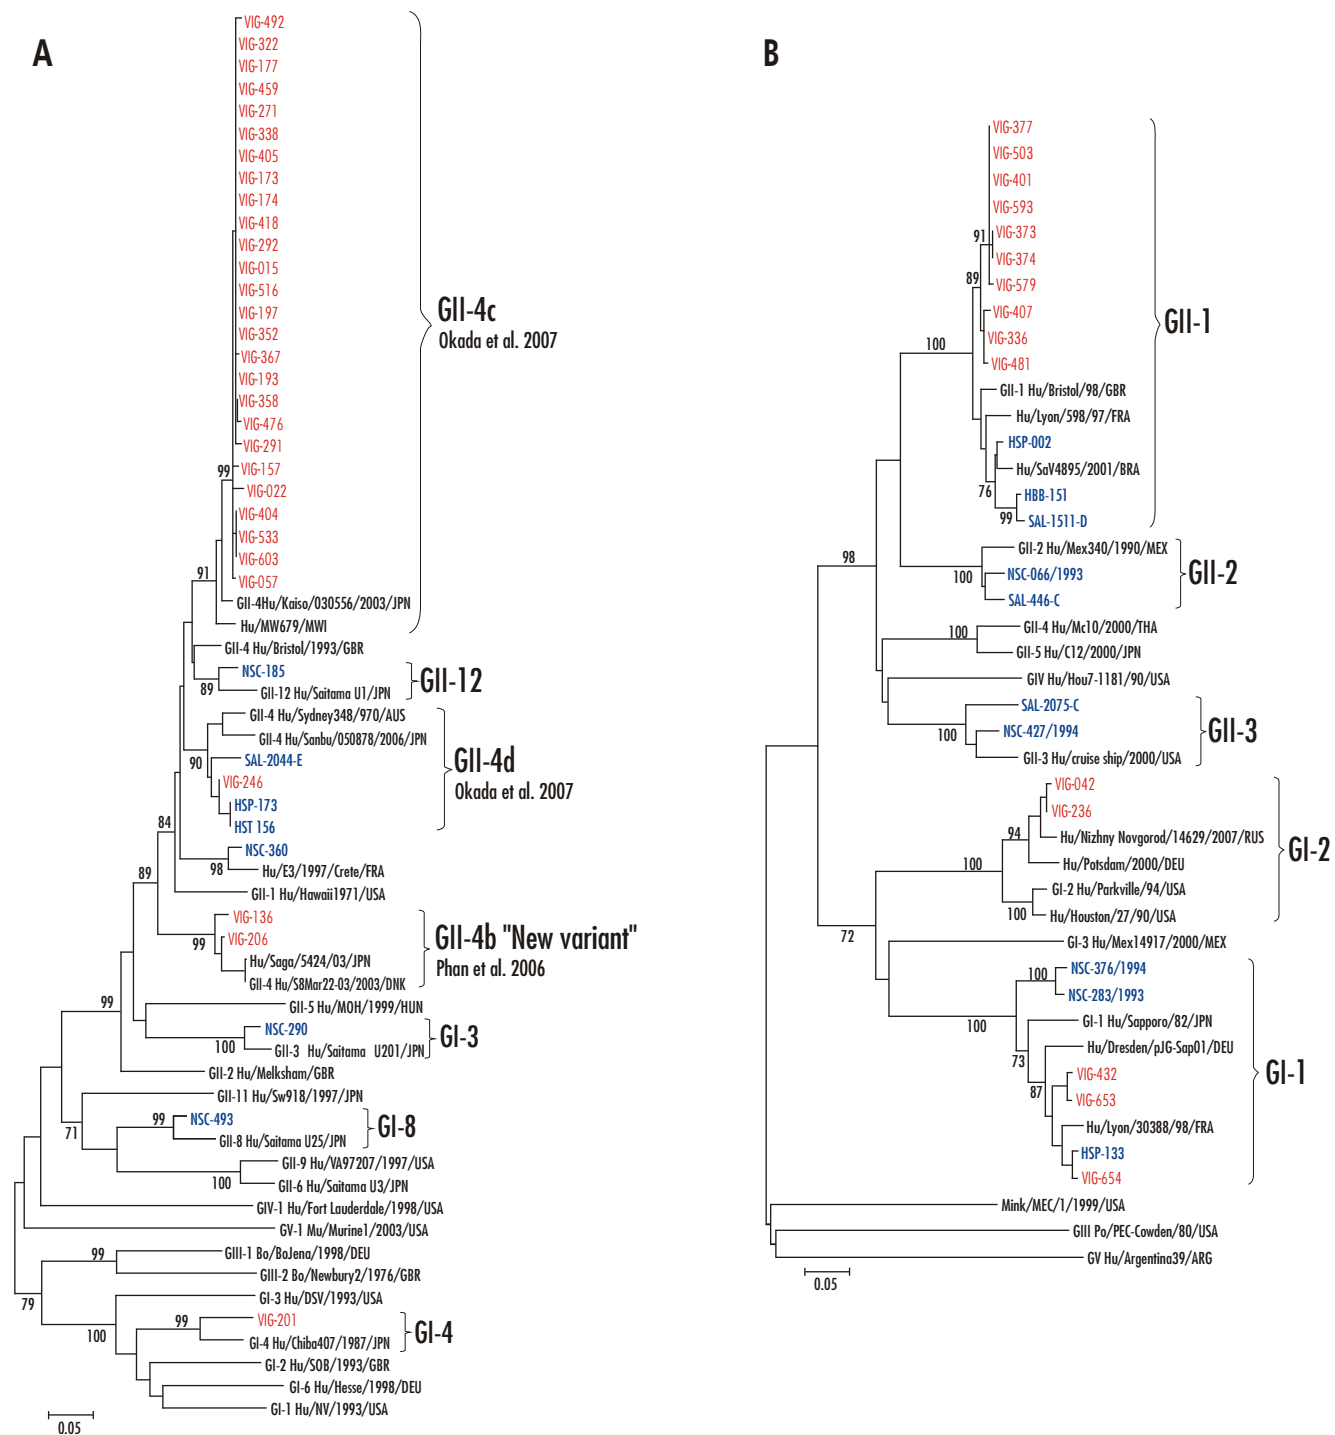 A
VIG-492
VIG-322
VIG-177
VIG-459
VIG-271
VIG-338
VIG-405
VIG-173
VIG-174
VIG-418
VIG-292
VIG-015
VIG-516
VIG-197
VIG-352
VIG-367
VIG-193
VIG-358
VIG-476
VIG-291
VIG-157
99
VIG-022
VIG-404
VIG-533
VIG-603
VIG-057
91
GII-4Hu/Kaiso/030556/2003/JPN
Hu/MW679/MWI
GII-4c
Okada et al. 2007
GII-4 Hu/Bristol/1993/GBR
NSC-185
89
GII-12 Hu/Saitama U1/JPN
GII-12
GII-4 Hu/Sydney348/970/AUS
GII-4 Hu/Sanbu/050878/2006/JPN
SAL-2044-E
90
VIG-246
HSP-173
HST 156
GII-4d
Okada et al. 2007
84
NSC-360
98
Hu/E3/1997/Crete/FRA
89
GII-1 Hu/Hawaii1971/USA
VIG-136
VIG-206
99
Hu/Saga/5424/03/JPN
GII-4 Hu/S8Mar22-03/2003/DNK
GII-4b "New variant"
Phan et al. 2006
99
GII-5 Hu/MOH/1999/HUN
NSC-290
100
GII-3 Hu/Saitama U201/JPN
GI-3
GII-2 Hu/Melksham/GBR
GII-11 Hu/Sw918/1997/JPN
71
99
NSC-493
GII-8 Hu/Saitama U25/JPN
GI-8
GII-9 Hu/VA97207/1997/USA
100
GII-6 Hu/Saitama U3/JPN
GIV-1 Hu/Fort Lauderdale/1998/USA
GV-1 Mu/Murine1/2003/USA
99
GIII-1 Bo/BoJena/1998/DEU
GIII-2 Bo/Newbury2/1976/GBR
79
GI-3 Hu/DSV/1993/USA
100
99
VIG-201
GI-4 Hu/Chiba407/1987/JPN
GI-4
GI-2 Hu/SOB/1993/GBR
GI-6 Hu/Hesse/1998/DEU
GI-1 Hu/NV/1993/USA
0.05
B
VIG-377
VIG-503
VIG-401
VIG-593
91
VIG-373
VIG-374
89
VIG-579
VIG-407
VIG-336
100
VIG-481
GII-1 Hu/Bristol/98/GBR
Hu/Lyon/598/97/FRA
HSP-002
Hu/SaV4895/2001/BRA
76
HBB-151
99
SAL-1511-D
GII-1
98
GII-2 Hu/Mex340/1990/MEX
100
NSC-066/1993
SAL-446-C
GII-2
100
GII-4 Hu/Mc10/2000/THA
GII-5 Hu/C12/2000/JPN
GIV Hu/Hou7-1181/90/USA
SAL-2075-C
100
NSC-427/1994
GII-3 Hu/cruise ship/2000/USA
GII-3
VIG-042
VIG-236
94
Hu/Nizhny Novgorod/14629/2007/RUS
100
Hu/Potsdam/2000/DEU
GI-2 Hu/Parkville/94/USA
100
Hu/Houston/27/90/USA
GI-2
72
GI-3 Hu/Mex14917/2000/MEX
100
NSC-376/1994
NSC-283/1993
100
GI-1 Hu/Sapporo/82/JPN
73
Hu/Dresden/pJG-Sap01/DEU
87
VIG-432
VIG-653
Hu/Lyon/30388/98/FRA
HSP-133
VIG-654
GI-1
Mink/MEC/1/1999/USA
GIII Po/PEC-Cowden/80/USA
GV Hu/Argentina39/ARG
0.05